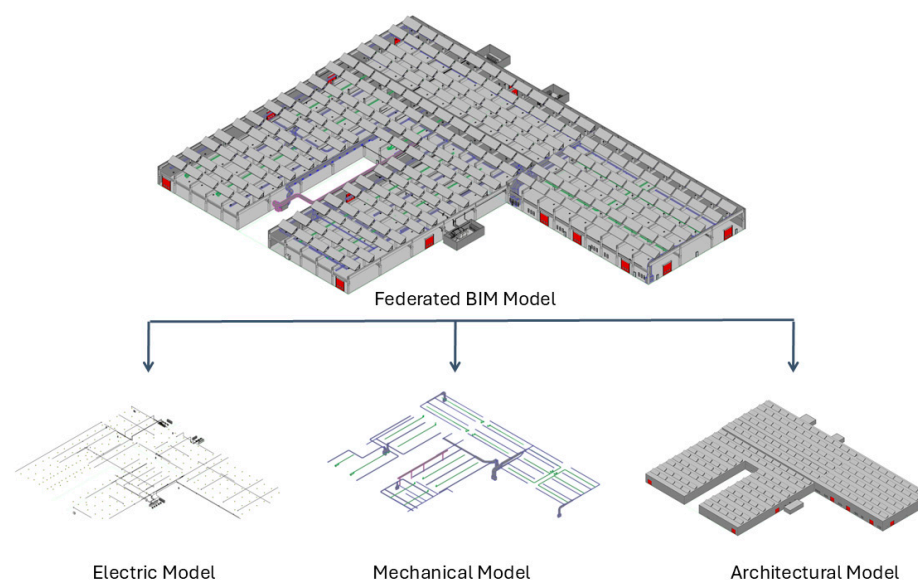 Federated BIM Model
Electric Model
Mechanical Model
Architectural Model